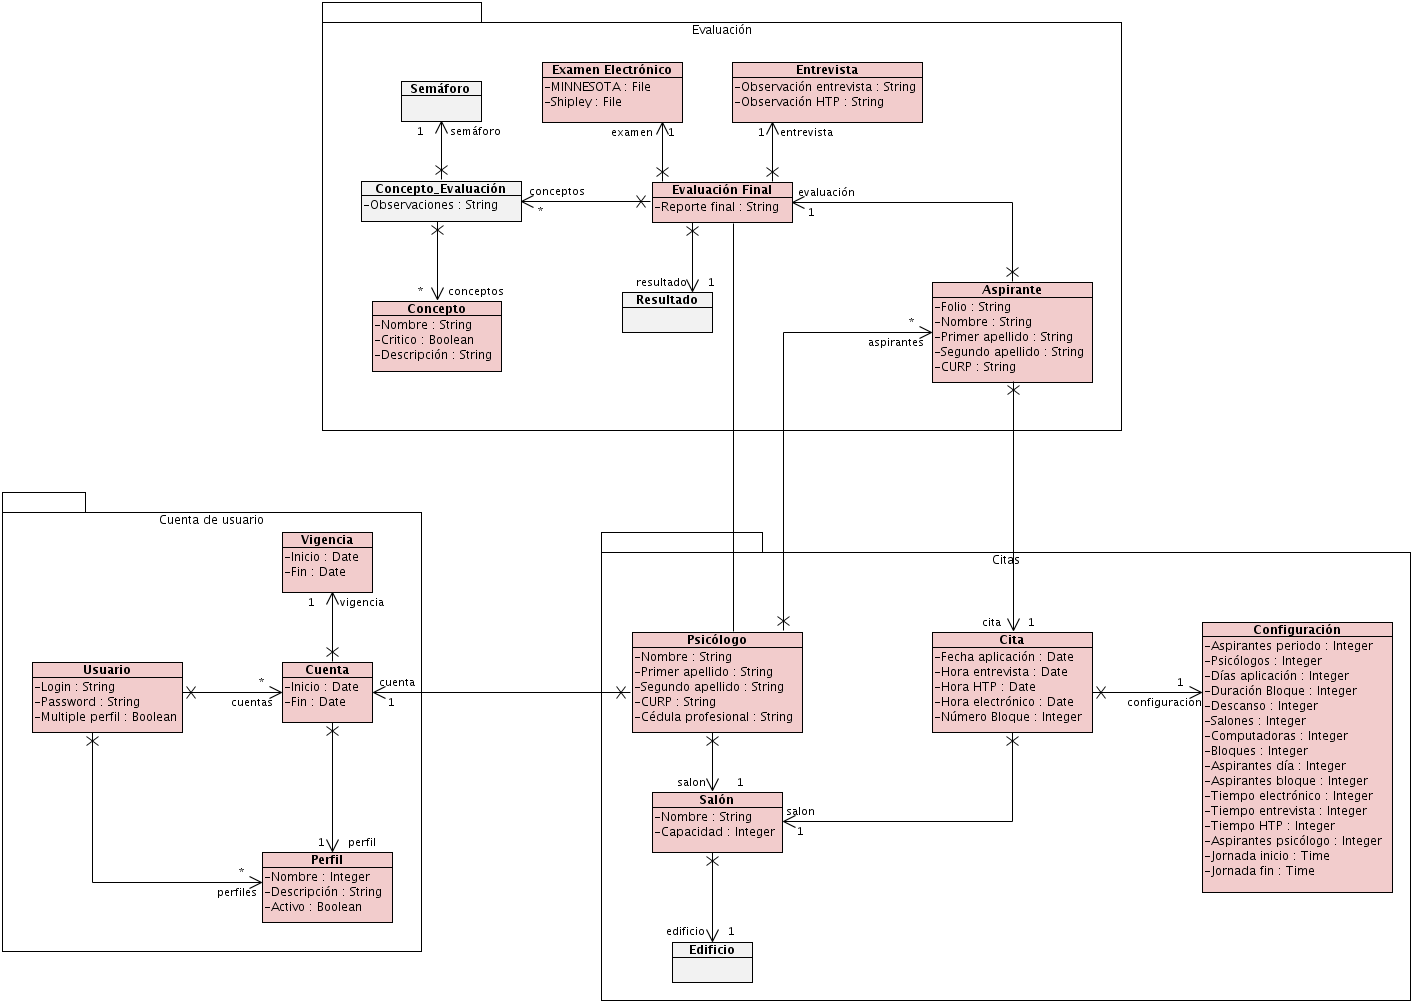 Evaluación
Semáforo
1
semáforo
Examen Electrónico
-MINNESOTA : File
-Shipley : File
examen
1
Entrevista
-Observación entrevista : String
-Observación HTP : String
1
entrevista
Concepto_Evaluación
-Observaciones : String
conceptos
*
Evaluación Final
-Reporte final : String
evaluación
1
* conceptos
Concepto
-Nombre : String
-Critico : Boolean
-Descripción : String
resultado 1
Resultado
Aspirante
-Folio : String
-Nombre : String
-Primer apellido : String
-Segundo apellido : String
-CURP : String
*
aspirantes
Cuenta de usuario
Vigencia
-Inicio : Date
-Fin : Date
1
vigencia
Usuario
-Login : String
-Password : String
-Multiple perfil : Boolean
*
cuentas
Cuenta
-Inicio : Date
-Fin : Date
cuenta
1
1 perfil
Perfil
-Nombre : Integer
-Descripción : String
-Activo : Boolean
*
perfiles
Citas
Psicólogo
-Nombre : String
-Primer apellido : String
-Segundo apellido : String
-CURP : String
-Cédula profesional : String
cita 1
Cita
-Fecha aplicación : Date
-Hora entrevista : Date
-Hora HTP : Date
-Hora electrónico : Date
-Número Bloque : Integer
1
configuración
Configuración
-Aspirantes periodo : Integer
-Psicólogos : Integer
-Días aplicación : Integer
-Duración Bloque : Integer
-Descanso : Integer
-Salones : Integer
-Computadoras : Integer
-Bloques : Integer
-Aspirantes día : Integer
-Aspirantes bloque : Integer
-Tiempo electrónico : Integer
-Tiempo entrevista : Integer
-Tiempo HTP : Integer
-Aspirantes psicólogo : Integer
-Jornada inicio : Time
-Jornada fin : Time
salon 1
Salón
-Nombre : String
-Capacidad : Integer
salon
1
edificio 1
Edificio